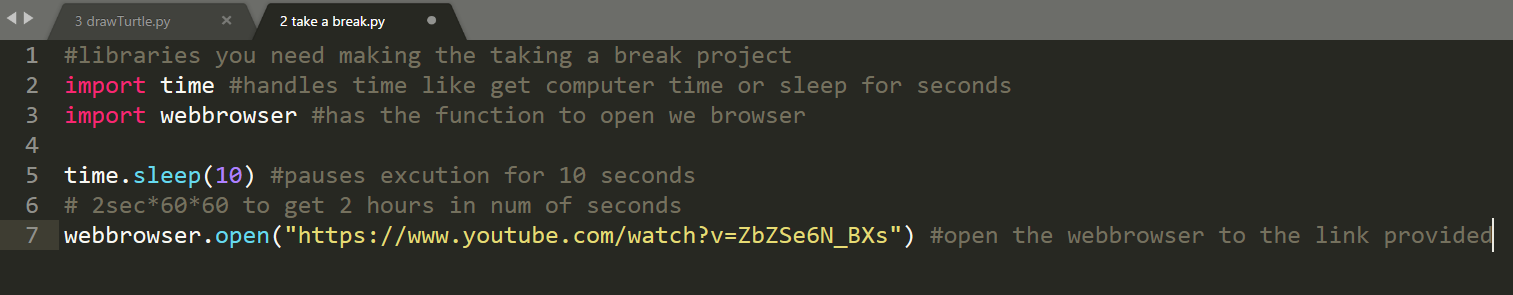 3 drawTurtle.py × 2 take a break.py
1 #libraries you need making the taking a break project
2 import time #handles time like get computer time or sleep for seconds
3 import webbrowser #has the function to open we browser
4
5 time.sleep(10) #pauses excution for 10 seconds
6 # 2sec*60*60 to get 2 hours in num of seconds
7 webbrowser.open("https://www.youtube.com/watch?v=ZbZSe6N_BXs") #open the webbrowser to the link provided